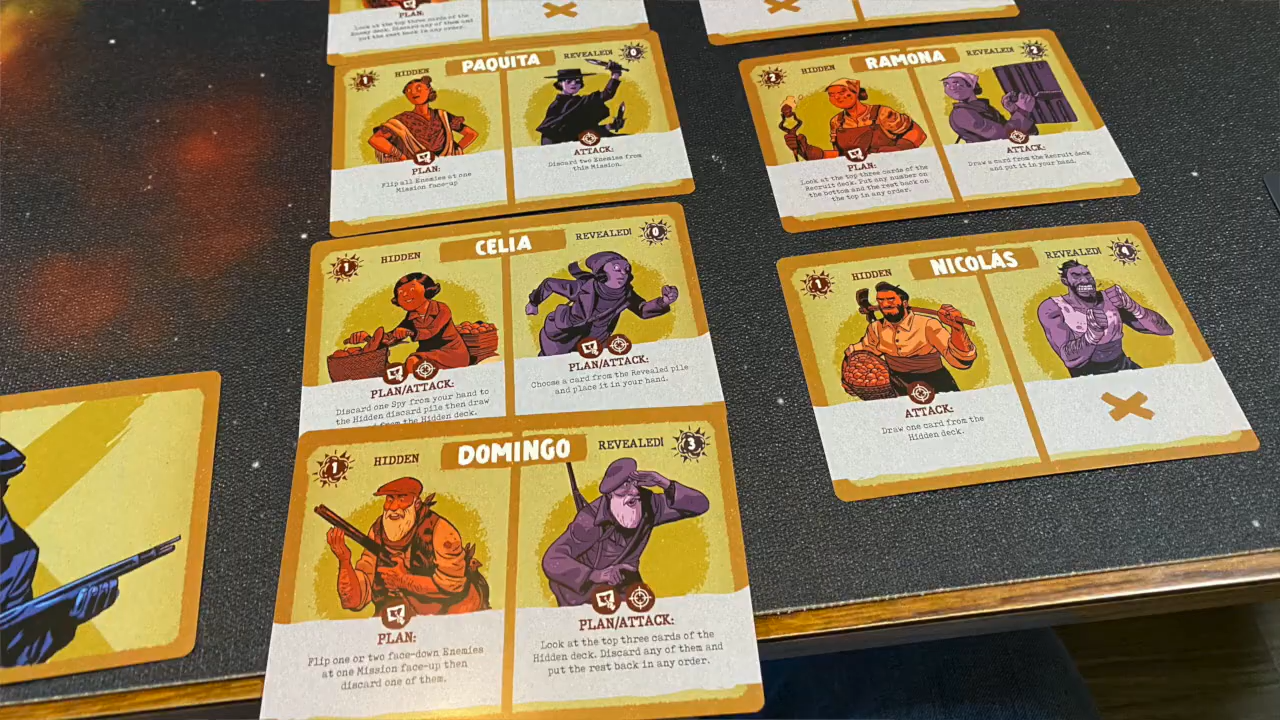 PLAN:
Look at the top three cards of the
Enemy deck. Discard any of them and
put the rest back in any order.
1
HIDDEN
PAQUITA
REVEALED!
0
PLAN:
Flip all Enemies at one
Mission face-up
ATTACK:
Discard two Enemies from
this Mission.
2
HIDDEN
RAMONA
REVEALED!
PLAN:
Look at the top three cards of the
Recruit deck. Put any number on
the bottom and the rest back on
the top in any order.
ATTACK:
Draw a card from the Recruit deck
and put it in your hand.
1
HIDDEN
CELIA
REVEALED!
0
PLAN/ATTACK:
Discard one Spy from your hand to
the Hidden discard pile then draw
from the Hidden deck.
PLAN/ATTACK:
Choose a card from the Revealed pile
and place it in your hand.
1
HIDDEN
NICOLÁS
REVEALED!
4
ATTACK:
Draw one card from the
Hidden deck.
1
HIDDEN
DOMINGO
REVEALED!
3
PLAN:
Flip one or two face-down Enemies
at one Mission face-up then
discard one of them.
PLAN/ATTACK:
Look at the top three cards of the
Hidden deck. Discard any of them and
put the rest back in any order.